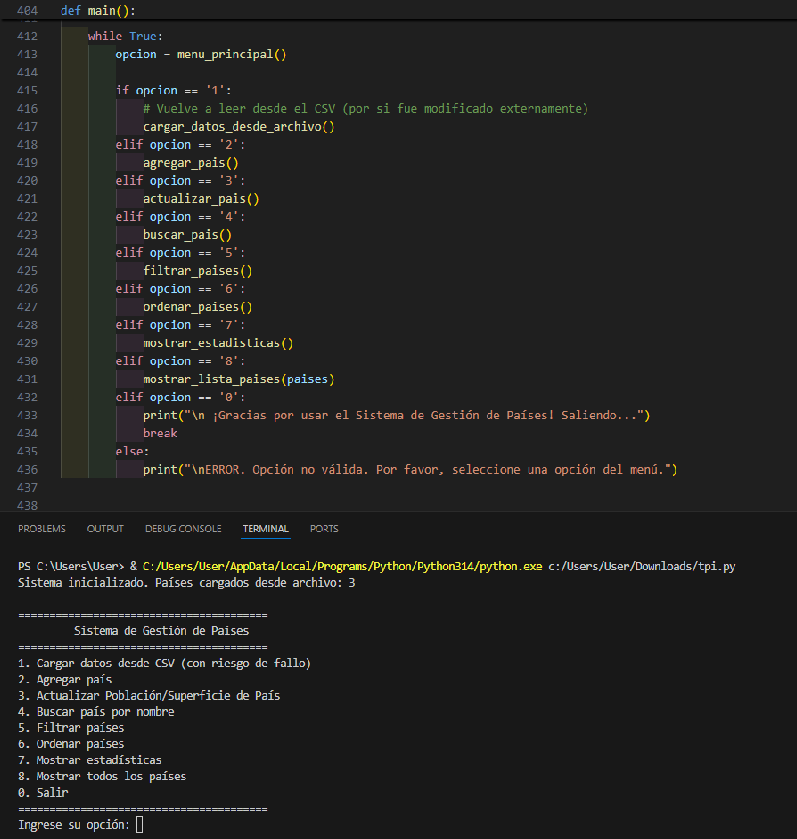 404 def main():
412 while True:
413 opcion = menu_principal()
414
415 if opcion == '1':
416 # Vuelve a leer desde el CSV (por si fue modificado externamente)
417 cargar_datos_desde_archivo()
418 elif opcion == '2':
419 agregar_pais()
420 elif opcion == '3':
421 actualizar_pais()
422 elif opcion == '4':
423 buscar_pais()
424 elif opcion == '5':
425 filtrar_paises()
426 elif opcion == '6':
427 ordenar_paises()
428 elif opcion == '7':
429 mostrar_estadisticas()
430 elif opcion == '8':
431 mostrar_lista_paises(paises)
432 elif opcion == '0':
433 print("\n ¡Gracias por usar el Sistema de Gestión de Países! Saliendo...")
434 break
435 else:
436 print("\nERROR. Opción no válida. Por favor, seleccione una opción del menú.")
437
438
PROBLEMS OUTPUT DEBUG CONSOLE TERMINAL PORTS
PS C:\Users\User> & C:/Users/User/AppData/Local/Programs/Python/Python314/python.exe c:/Users/User/Downloads/tpi.py
Sistema inicializado. Países cargados desde archivo: 3
========================================
Sistema de Gestión de Paises
========================================
1. Cargar datos desde CSV (con riesgo de fallo)
2. Agregar país
3. Actualizar Población/Superficie de País
4. Buscar país por nombre
5. Filtrar países
6. Ordenar países
7. Mostrar estadísticas
8. Mostrar todos los países
0. Salir
========================================
Ingrese su opción: